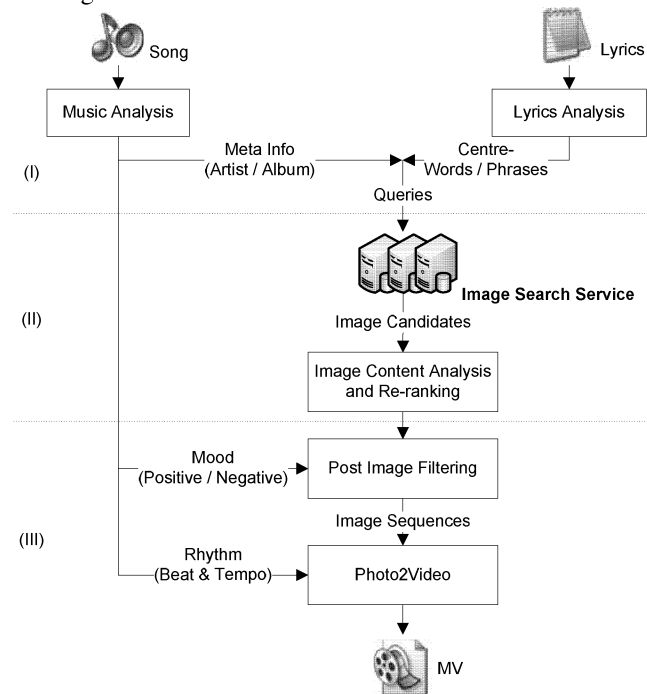 Song
Lyrics
Music Analysis
Lyrics Analysis
Meta Info
(Artist / Album)
Centre-
Words / Phrases
(I)
Queries
Image Search Service
(II)
Image Candidates
Image Content Analysis
and Re-ranking
Mood
(Positive / Negative)
Post Image Filtering
Image Sequences
(III)
Rhythm
(Beat & Tempo)
Photo2Video
MV